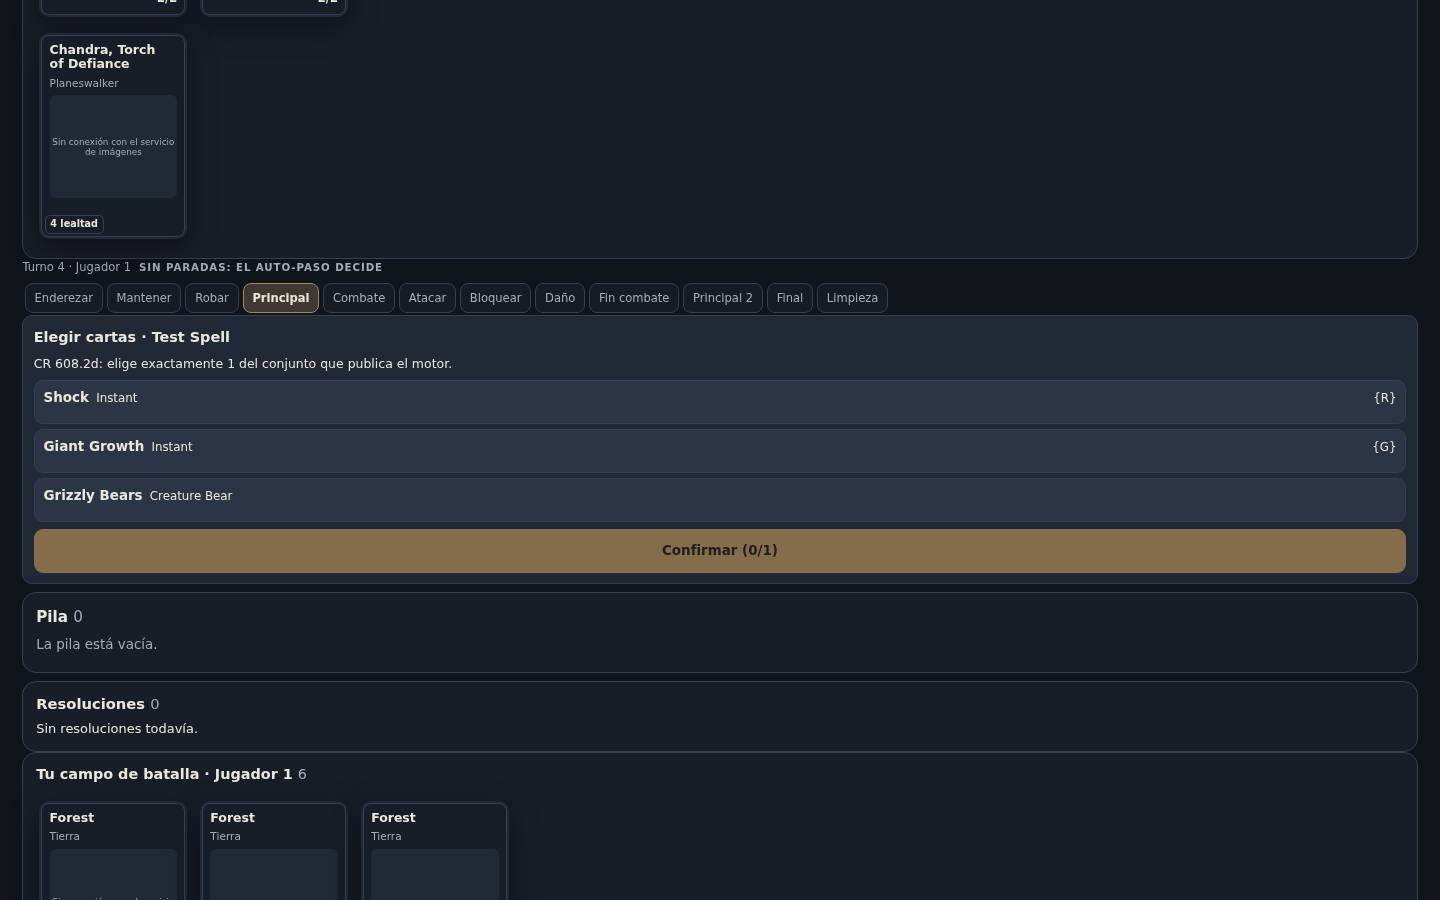 Chandra, Torch
of Defiance
Planeswalker
Sin conexión con el servicio
de imágenes
4 lealtad
Turno 4 · Jugador 1 SIN PARADAS: EL AUTO-PASO DECIDE
Enderezar Mantener Robar Principal Combate Atacar Bloquear Daño Fin combate Principal 2 Final Limpieza
Elegir cartas · Test Spell
CR 608.2d: elige exactamente 1 del conjunto que publica el motor.
Shock Instant {R}
Giant Growth Instant {G}
Grizzly Bears Creature Bear
Confirmar (0/1)
Pila 0
La pila está vacía.
Resoluciones 0
Sin resoluciones todavía.
Tu campo de batalla · Jugador 1 6
Forest Forest Forest
Tierra Tierra Tierra